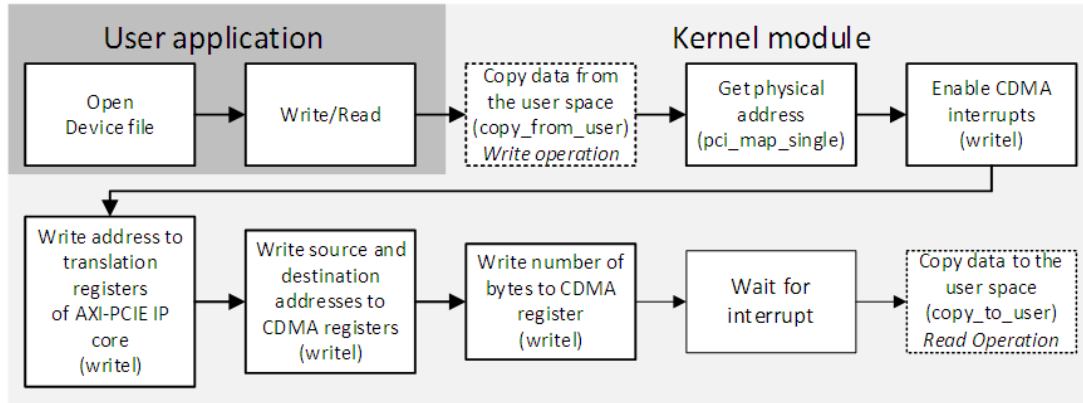 User application
Kernel module
Open
Device file
Write/Read
Copy data from
the user space
(copy_from_user)
Write operation
Get physical
address
(pci_map_single)
Enable CDMA
interrupts
(writel)
Write address to
translation
registers
of AXI-PCIE IP
core
(writel)
Write source and
destination
addresses to
CDMA registers
(writel)
Write number of
bytes to CDMA
register
(writel)
Wait for
interrupt
Copy data to the
user space
(copy_to_user)
Read Operation